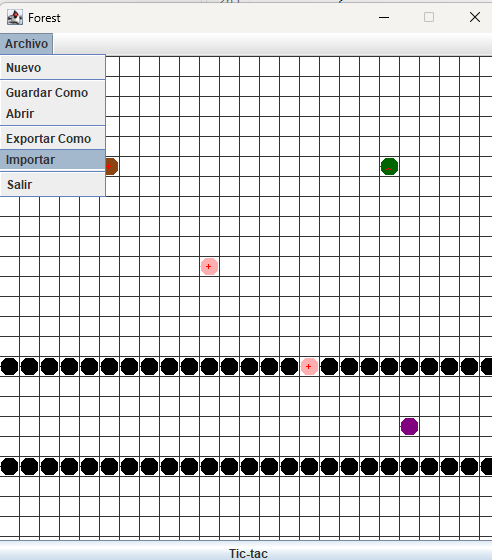 Forest
Archivo
Nuevo
Guardar Como
Abrir
Exportar Como
Importar
Salir
Tic-tac